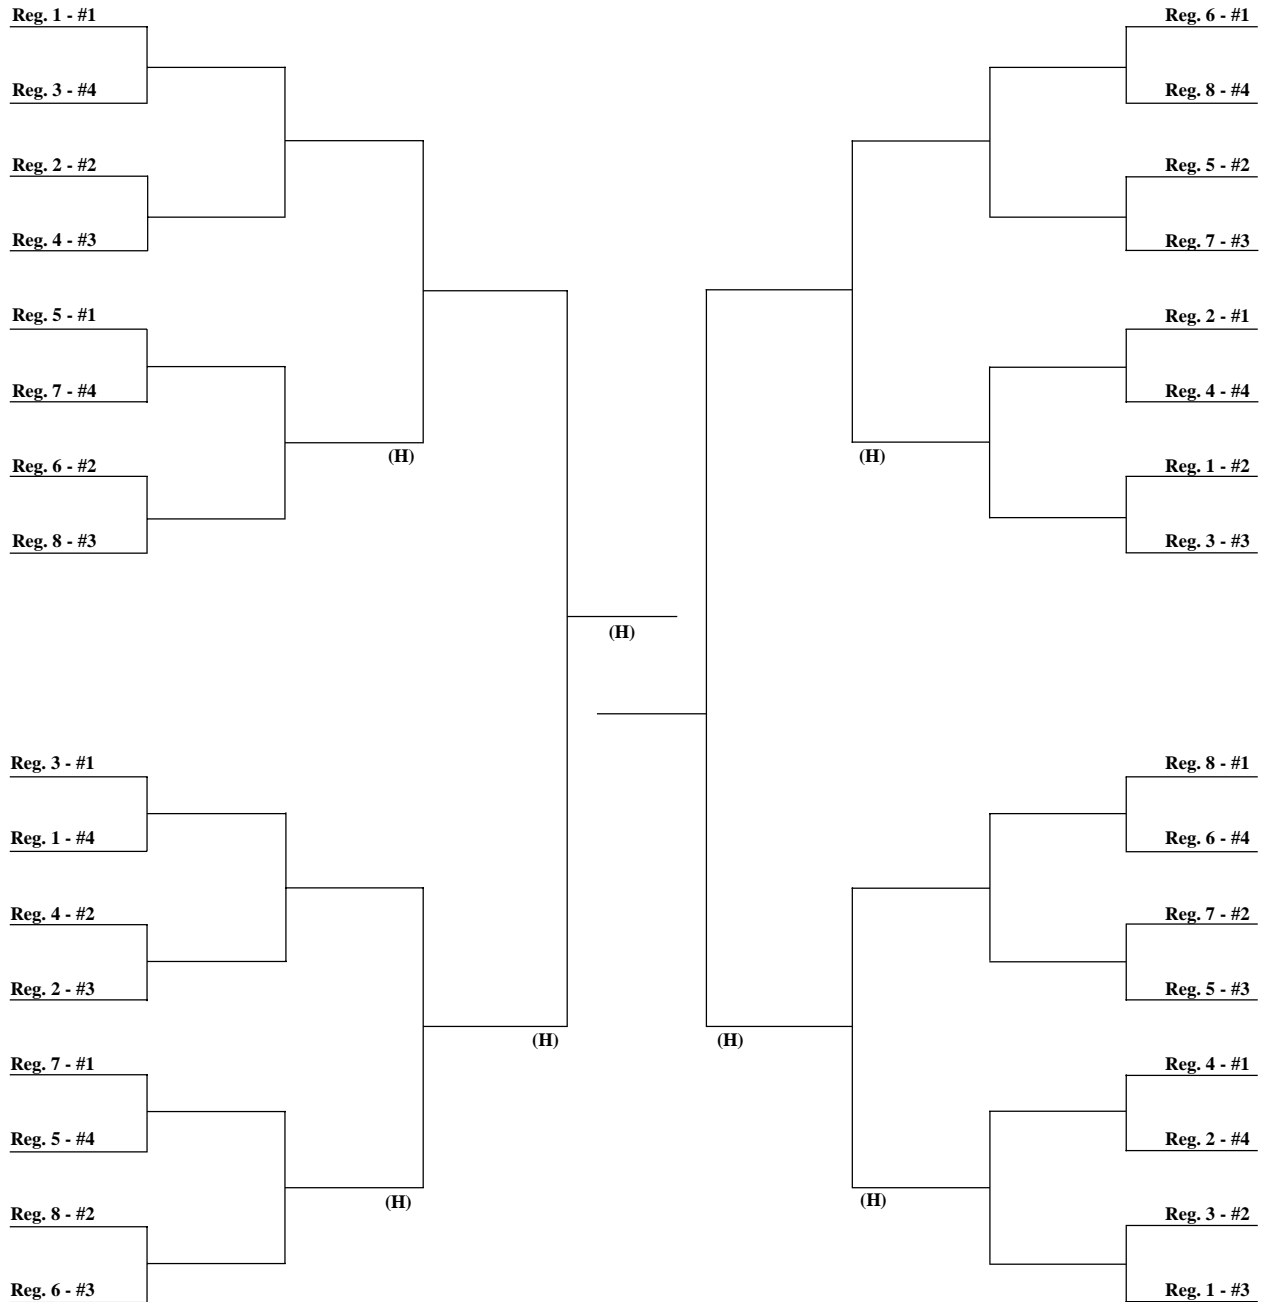 Reg. 1 - #1
Reg. 3 - #4
Reg. 2 - #2
Reg. 4 - #3
Reg. 5 - #1
Reg. 7 - #4
(H)
Reg. 6 - #2
Reg. 8 - #3
(H)
Reg. 3 - #1
Reg. 1 - #4
Reg. 4 - #2
Reg. 2 - #3
(H)
Reg. 7 - #1
Reg. 5 - #4
(H)
Reg. 8 - #2
Reg. 6 - #3
Reg. 6 - #1
Reg. 8 - #4
Reg. 5 - #2
Reg. 7 - #3
Reg. 2 - #1
Reg. 4 - #4
(H)
Reg. 1 - #2
Reg. 3 - #3
Reg. 8 - #1
Reg. 6 - #4
Reg. 7 - #2
Reg. 5 - #3
(H)
Reg. 4 - #1
Reg. 2 - #4
(H)
Reg. 3 - #2
Reg. 1 - #3